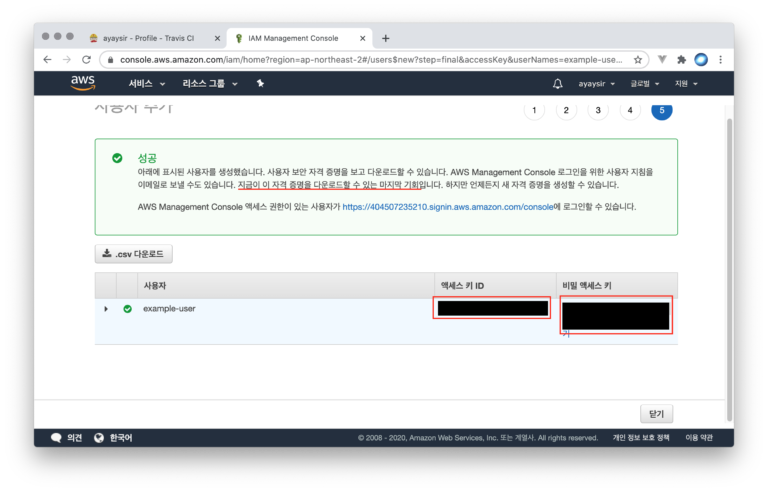 ayaysir - Profile - Travis CI
IAM Management Console
console.aws.amazon.com/iam/home?region=ap-northeast-2#/users$new?step=final&accessKey&userNames=example-use...
aws 서비스 리소스 그룹 ayaysir 글로벌 지원
사용자 추가 1 2 3 4 5
성공
아래에 표시된 사용자를 생성했습니다. 사용자 보안 자격 증명을 보고 다운로드할 수 있습니다. AWS Management Console 로그인을 위한 사용자 지침을
이메일로 보낼 수도 있습니다. 지금이 이 자격 증명을 다운로드할 수 있는 마지막 기회입니다. 하지만 언제든지 새 자격 증명을 생성할 수 있습니다.
AWS Management Console 액세스 권한이 있는 사용자가 https://404507235210.signin.aws.amazon.com/console에 로그인할 수 있습니다.
.csv 다운로드
사용자 액세스 키 ID 비밀 액세스 키
example-user
기
닫기
의견 한국어 © 2008 - 2020, Amazon Web Services, Inc. 또는 계열사. All rights reserved. 개인 정보 보호 정책 이용 약관